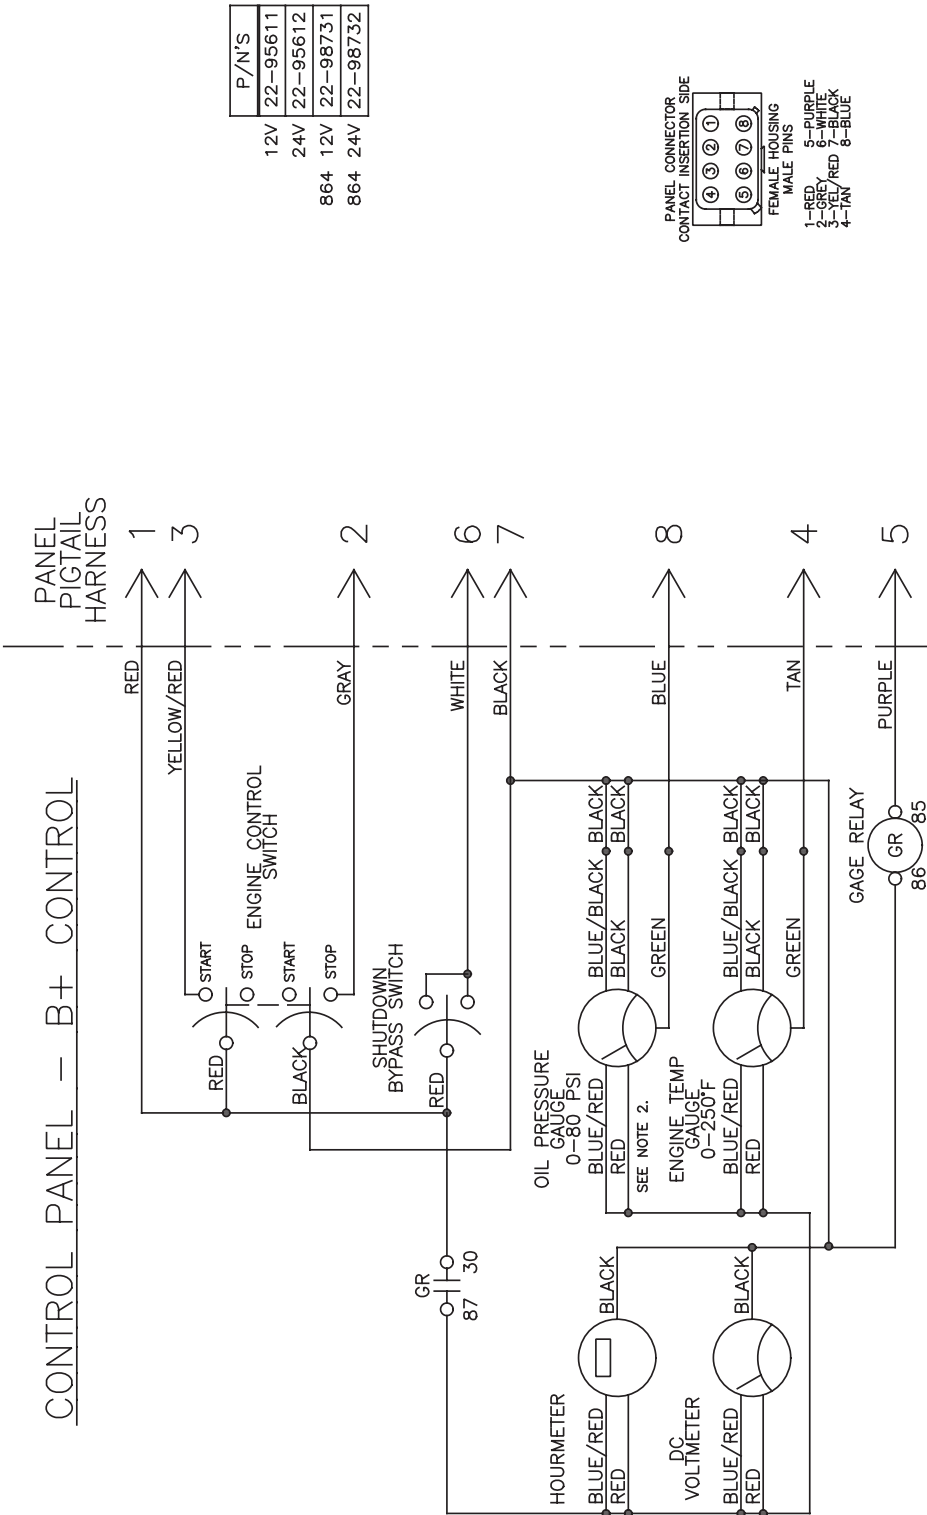 CONTROL PANEL - B+ CONTROL
PANEL
PIGTAIL
HARNESS
P/N'S
12V 22-95611
24V 22-95612
864 12V 22-98731
864 24V 22-98732
RED
1
YELLOW/RED
3
ENGINE CONTROL
SWITCH
START
STOP
START
STOP
RED
BLACK
GRAY
2
SHUTDOWN
BYPASS SWITCH
RED
WHITE
6
BLACK
7
GR
87
30
OIL PRESSURE
GAUGE
0-80 PSI
BLUE/RED
RED
SEE NOTE 2.
BLUE/BLACK
BLACK
BLACK
BLACK
GREEN
BLUE
8
ENGINE TEMP
GAUGE
0-250°F
BLUE/RED
RED
BLUE/BLACK
BLACK
BLACK
BLACK
GREEN
TAN
4
HOURMETER
BLUE/RED
RED
BLACK
DC
VOLTMETER
BLUE/RED
RED
BLACK
GAGE RELAY
GR
86
85
PURPLE
5
PANEL CONNECTOR
CONTACT INSERTION SIDE
4 3 2 1
5 6 7 8
FEMALE HOUSING
MALE PINS
1-RED 5-PURPLE
2-GREY 6-WHITE
3-YEL/RED 7-BLACK
4-TAN 8-BLUE